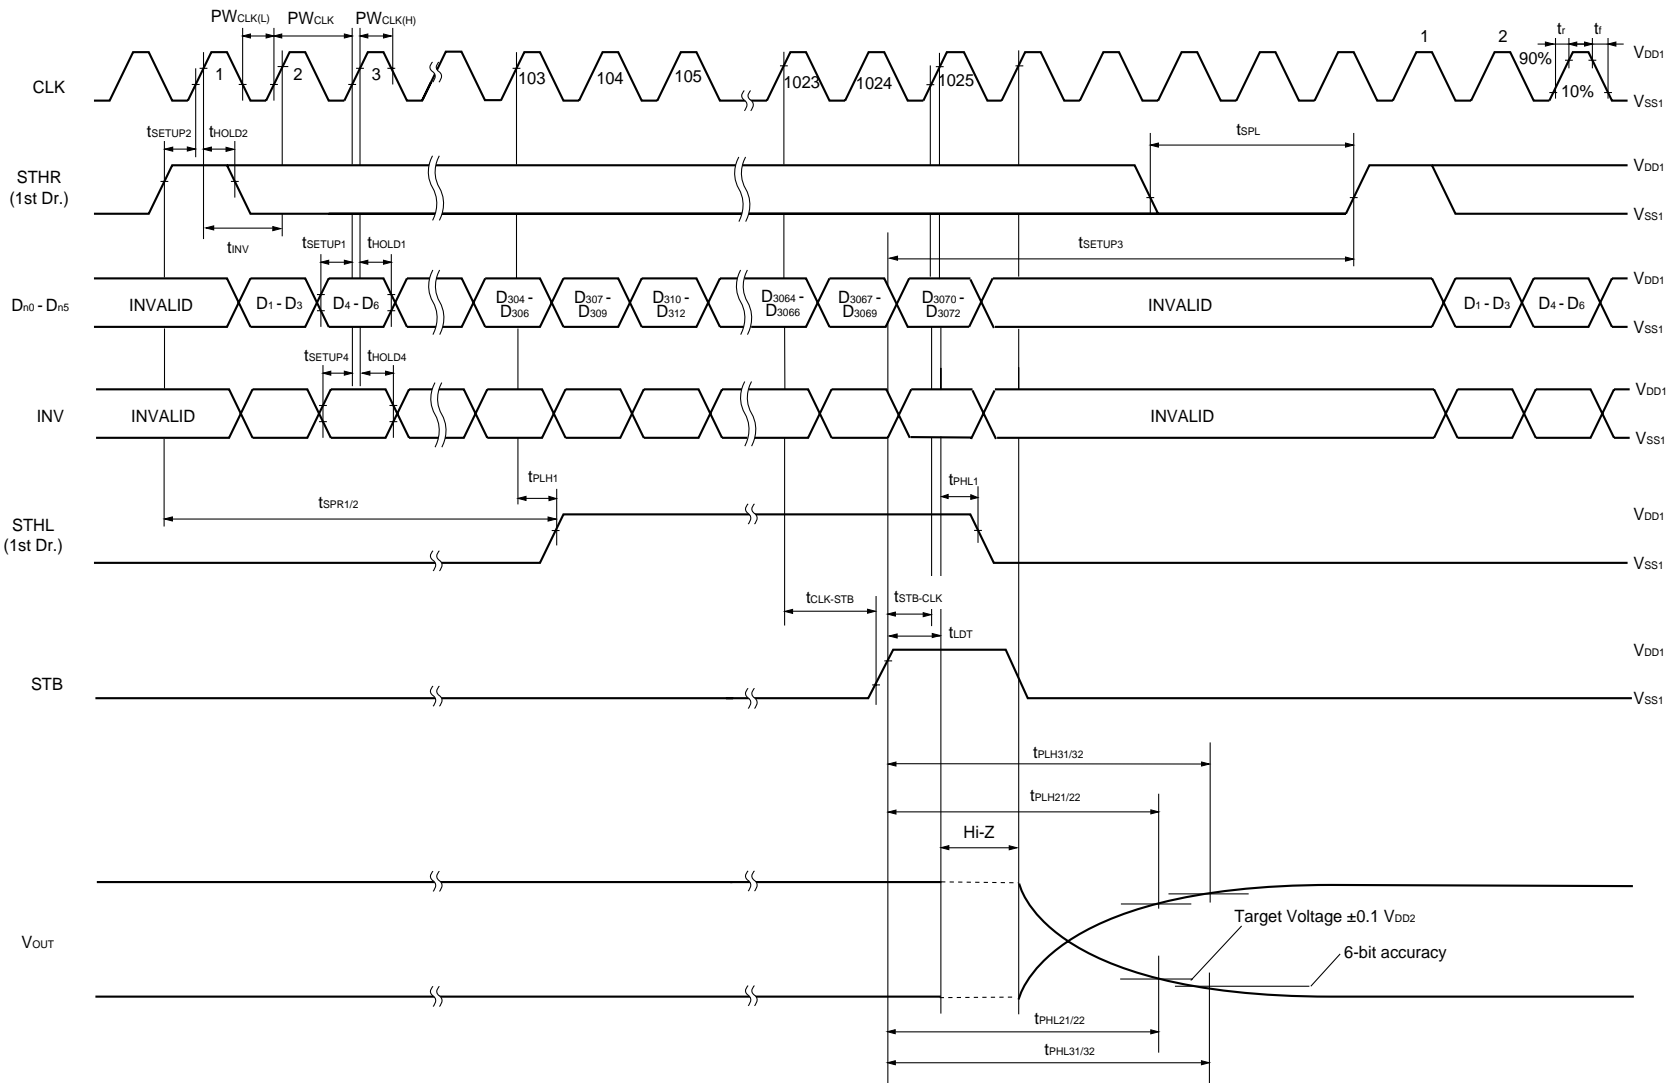 PWCLK(L) PWCLK PWCLK(H)
1 2 tr tf
90% VDD1
CLK 1 2 3 103 104 105 1023 1024 1025
10% VSS1
tSETUP2 tHOLD2 tSPL
STHR
(1st Dr.)
VDD1
VSS1
tINV tSETUP1 tHOLD1 tSETUP3
VDD1
Dn0 - Dn5 INVALID D1 - D3 D4 - D6 D304 - D306 D307 - D309 D310 - D312 D3064 - D3066 D3067 - D3069 D3070 - D3072 INVALID D1 - D3 D4 - D6
VSS1
tSETUP4 tHOLD4
VDD1
INV INVALID INVALID
VSS1
tSPR1/2 tPLH1 tPHL1
STHL
(1st Dr.)
VDD1
VSS1
tCLK-STB tSTB-CLK
tLDT
VDD1
STB
VSS1
tPLH31/32
tPLH21/22
Hi-Z
Target Voltage ±0.1 VDD2
VOUT
6-bit accuracy
tPHL21/22
tPHL31/32